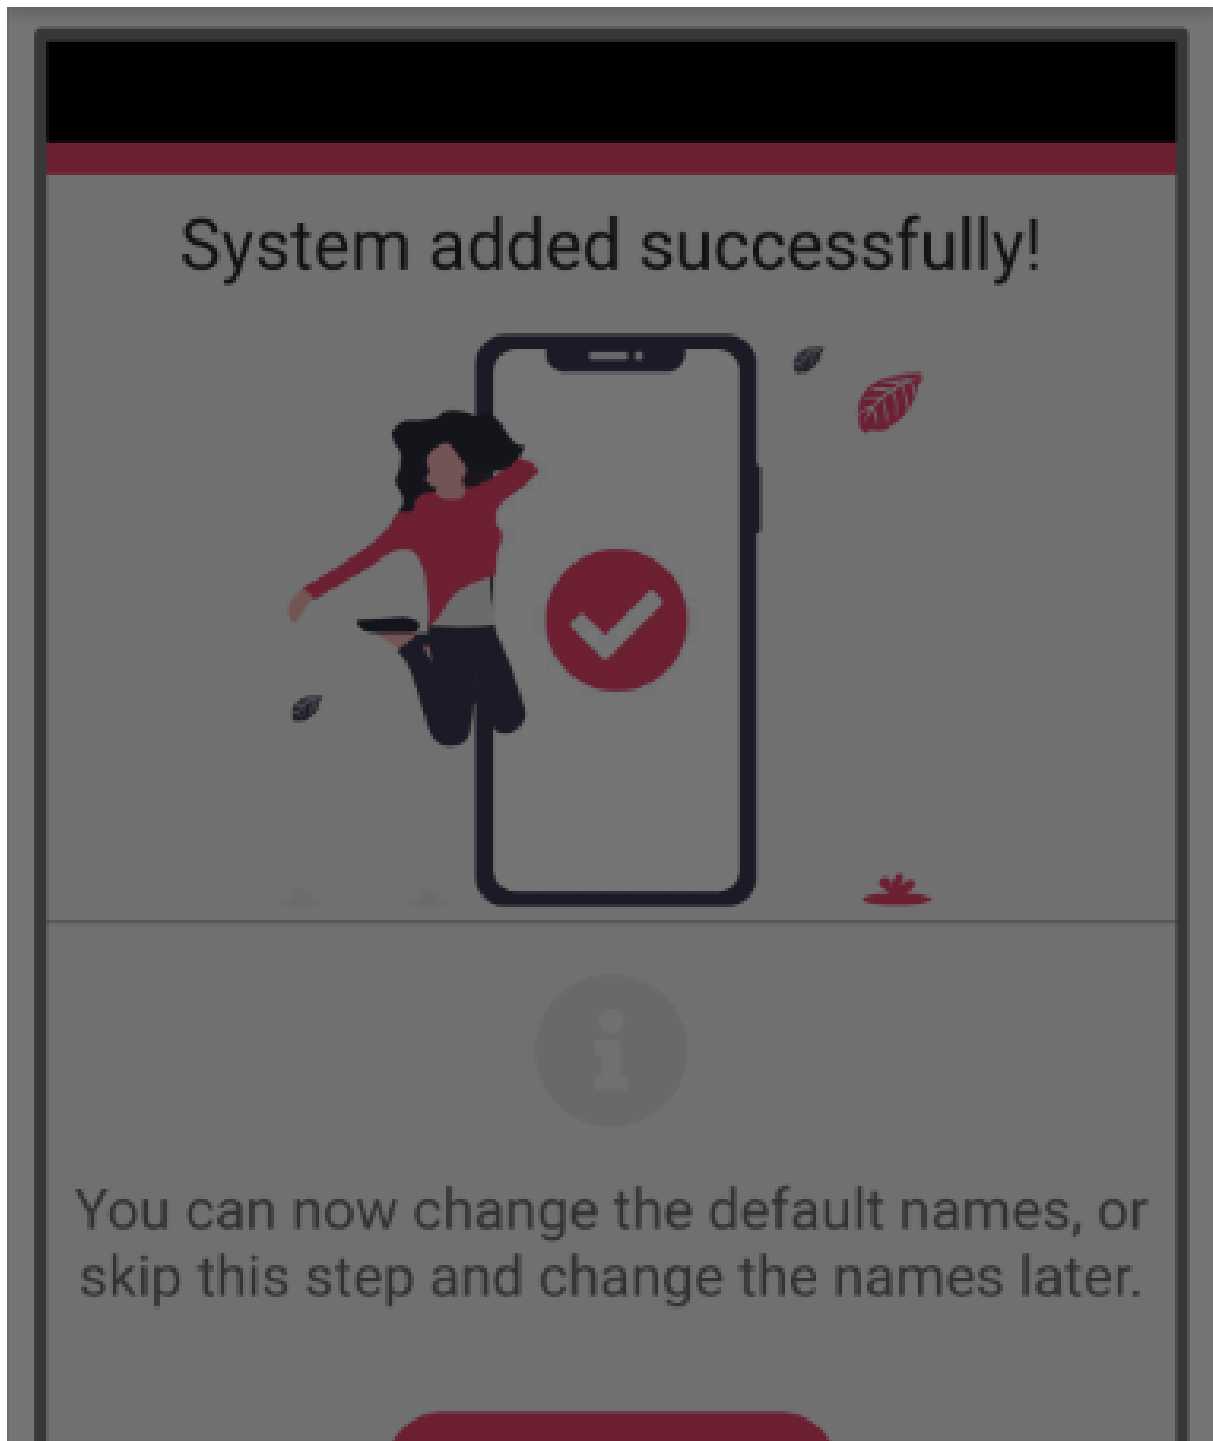 System added successfully!
You can now change the default names, or
skip this step and change the names later.